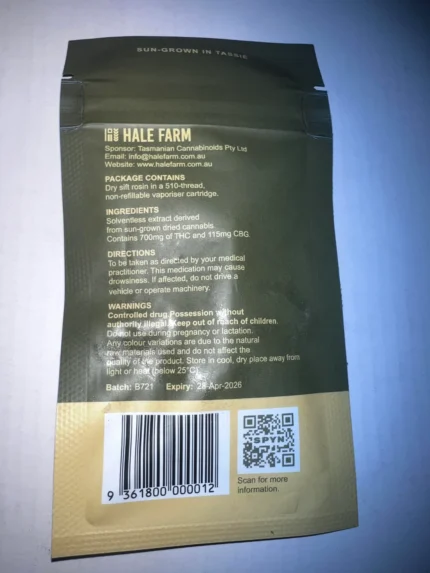 SUN-GROWN IN TASSIE
HALE FARM
Sponsor: Tasmanian Cannabinoids Pty Ltd
Email: info@halefarm.com.au
Website: www.halefarm.com.au
PACKAGE CONTAINS
Dry sift rosin in a 510-thread,
non-refillable vaporiser cartridge.
INGREDIENTS
Solventless extract derived
from sun-grown dried cannabis.
Contains 700mg of THC and 115mg CBG.
DIRECTIONS
To be taken as directed by your medical
practitioner. This medication may cause
drowsiness. If affected, do not drive a
vehicle or operate machinery.
WARNINGS
Controlled drug Possession without
authority illegal Keep out of reach of children.
Do not use during pregnancy or lactation.
Any colour variations are due to the natural
raw materials used and do not affect the
quality of the product. Store in cool, dry place away from
light or heat (below 25°C)
Batch: B721 Expiry: 28-Apr-2026
SPYN
9 361800 000012
Scan for more
information.